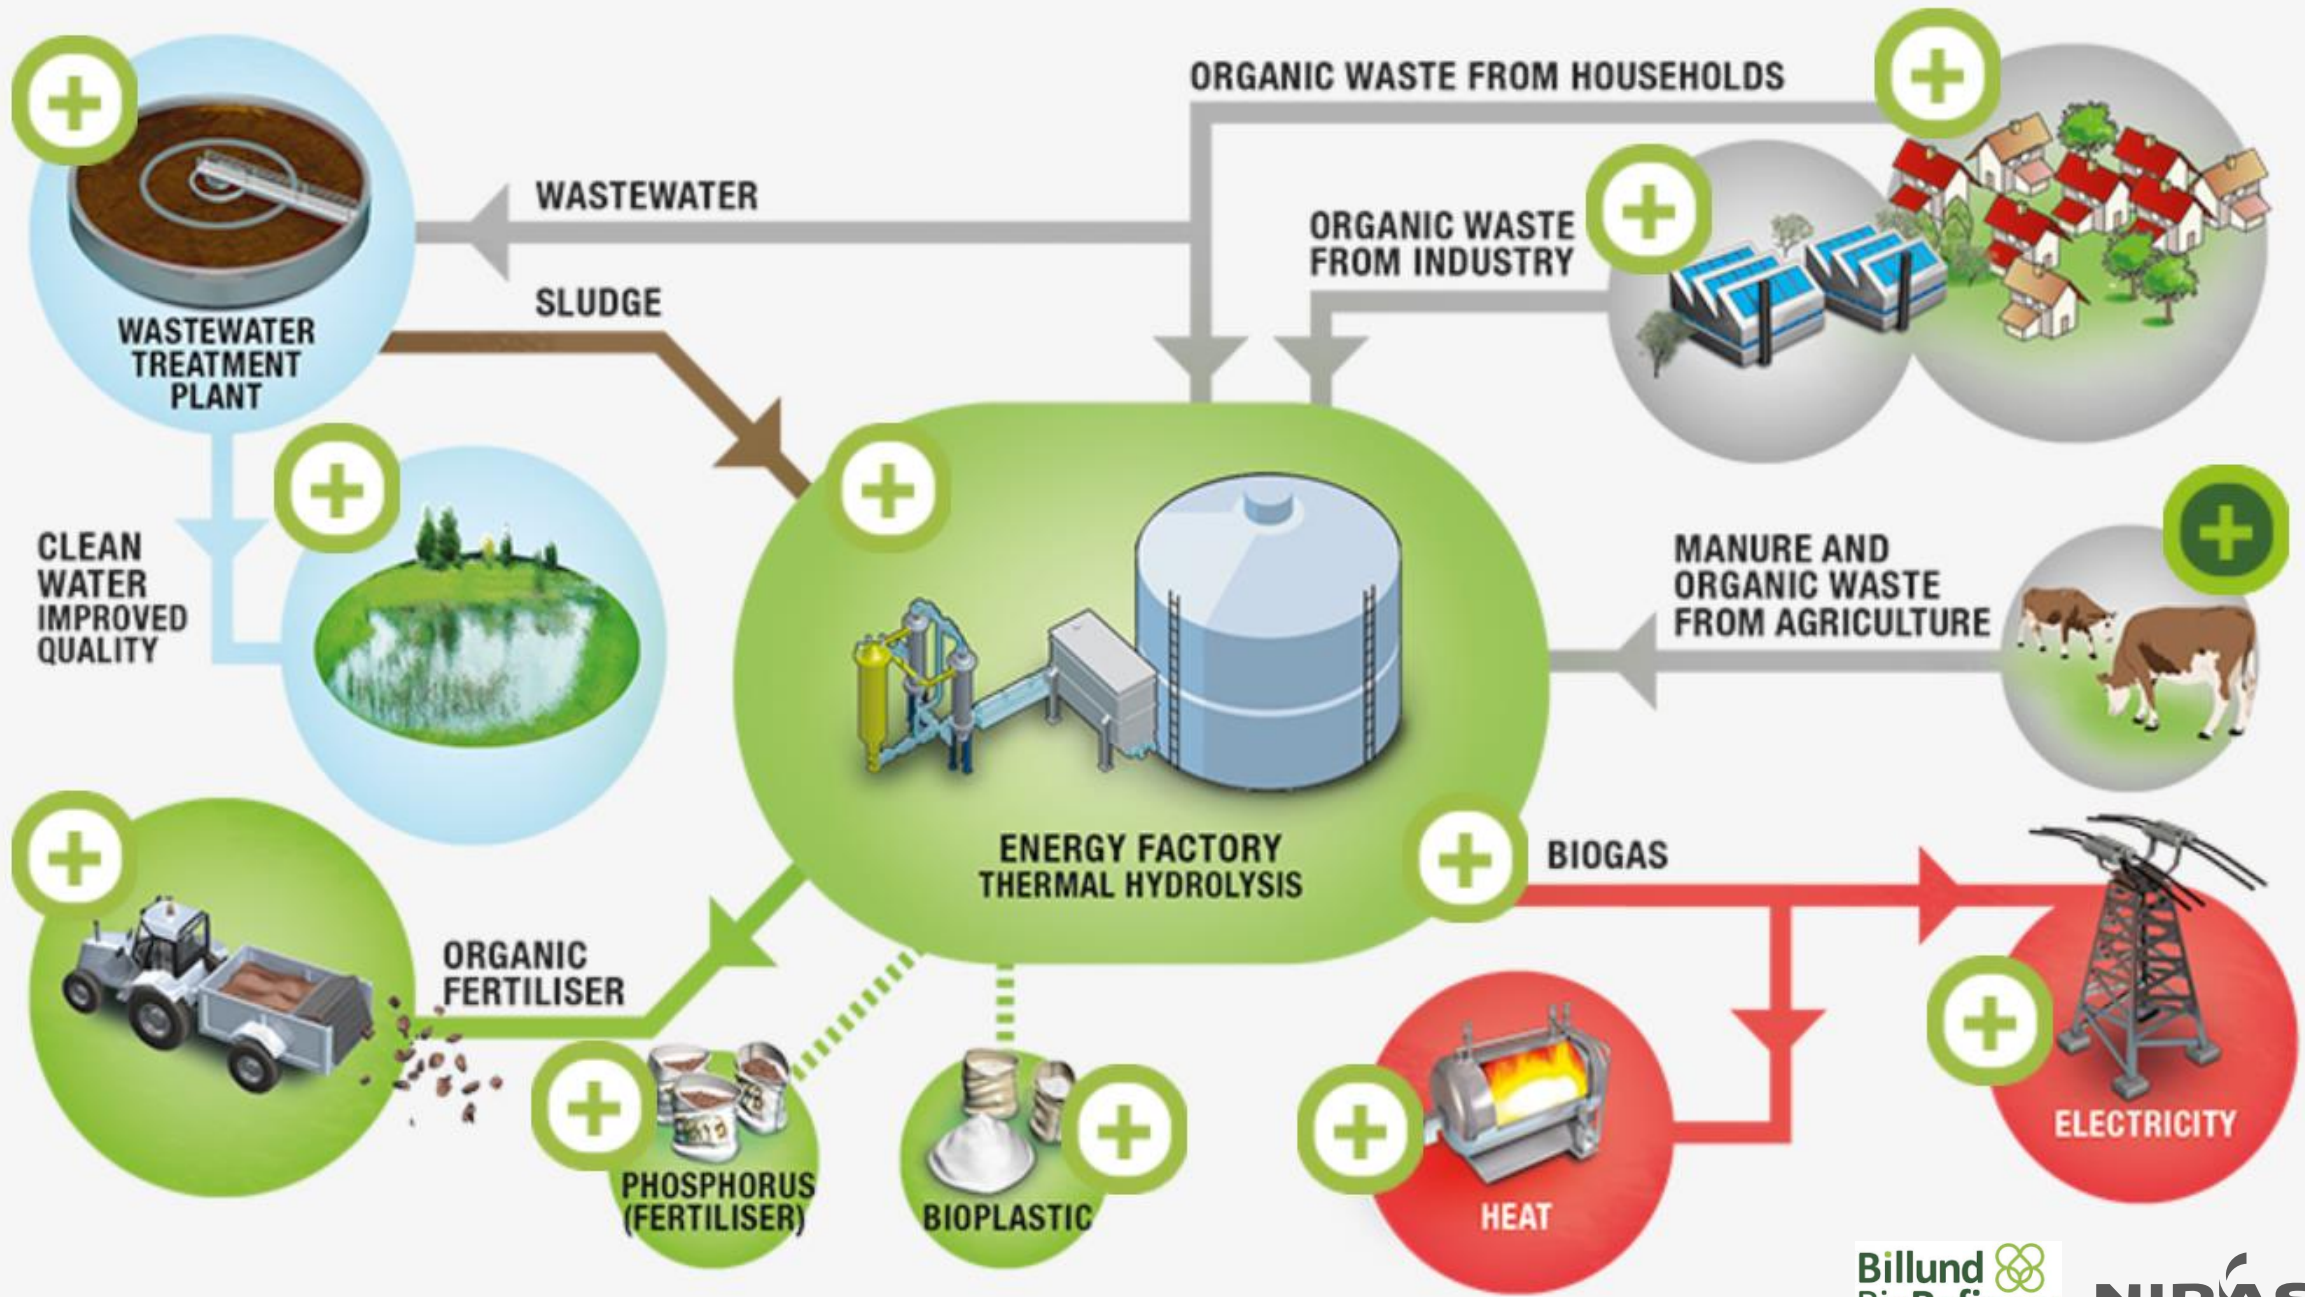 ORGANIC WASTE FROM HOUSEHOLDS
WASTEWATER
ORGANIC WASTE
FROM INDUSTRY
SLUDGE
WASTEWATER
TREATMENT
PLANT
CLEAN
WATER
IMPROVED
QUALITY
MANURE AND
ORGANIC WASTE
FROM AGRICULTURE
ENERGY FACTORY
THERMAL HYDROLYSIS
BIOGAS
ORGANIC
FERTILISER
PHOSPHORUS
(FERTILISER)
BIOPLASTIC
HEAT
ELECTRICITY
Billund